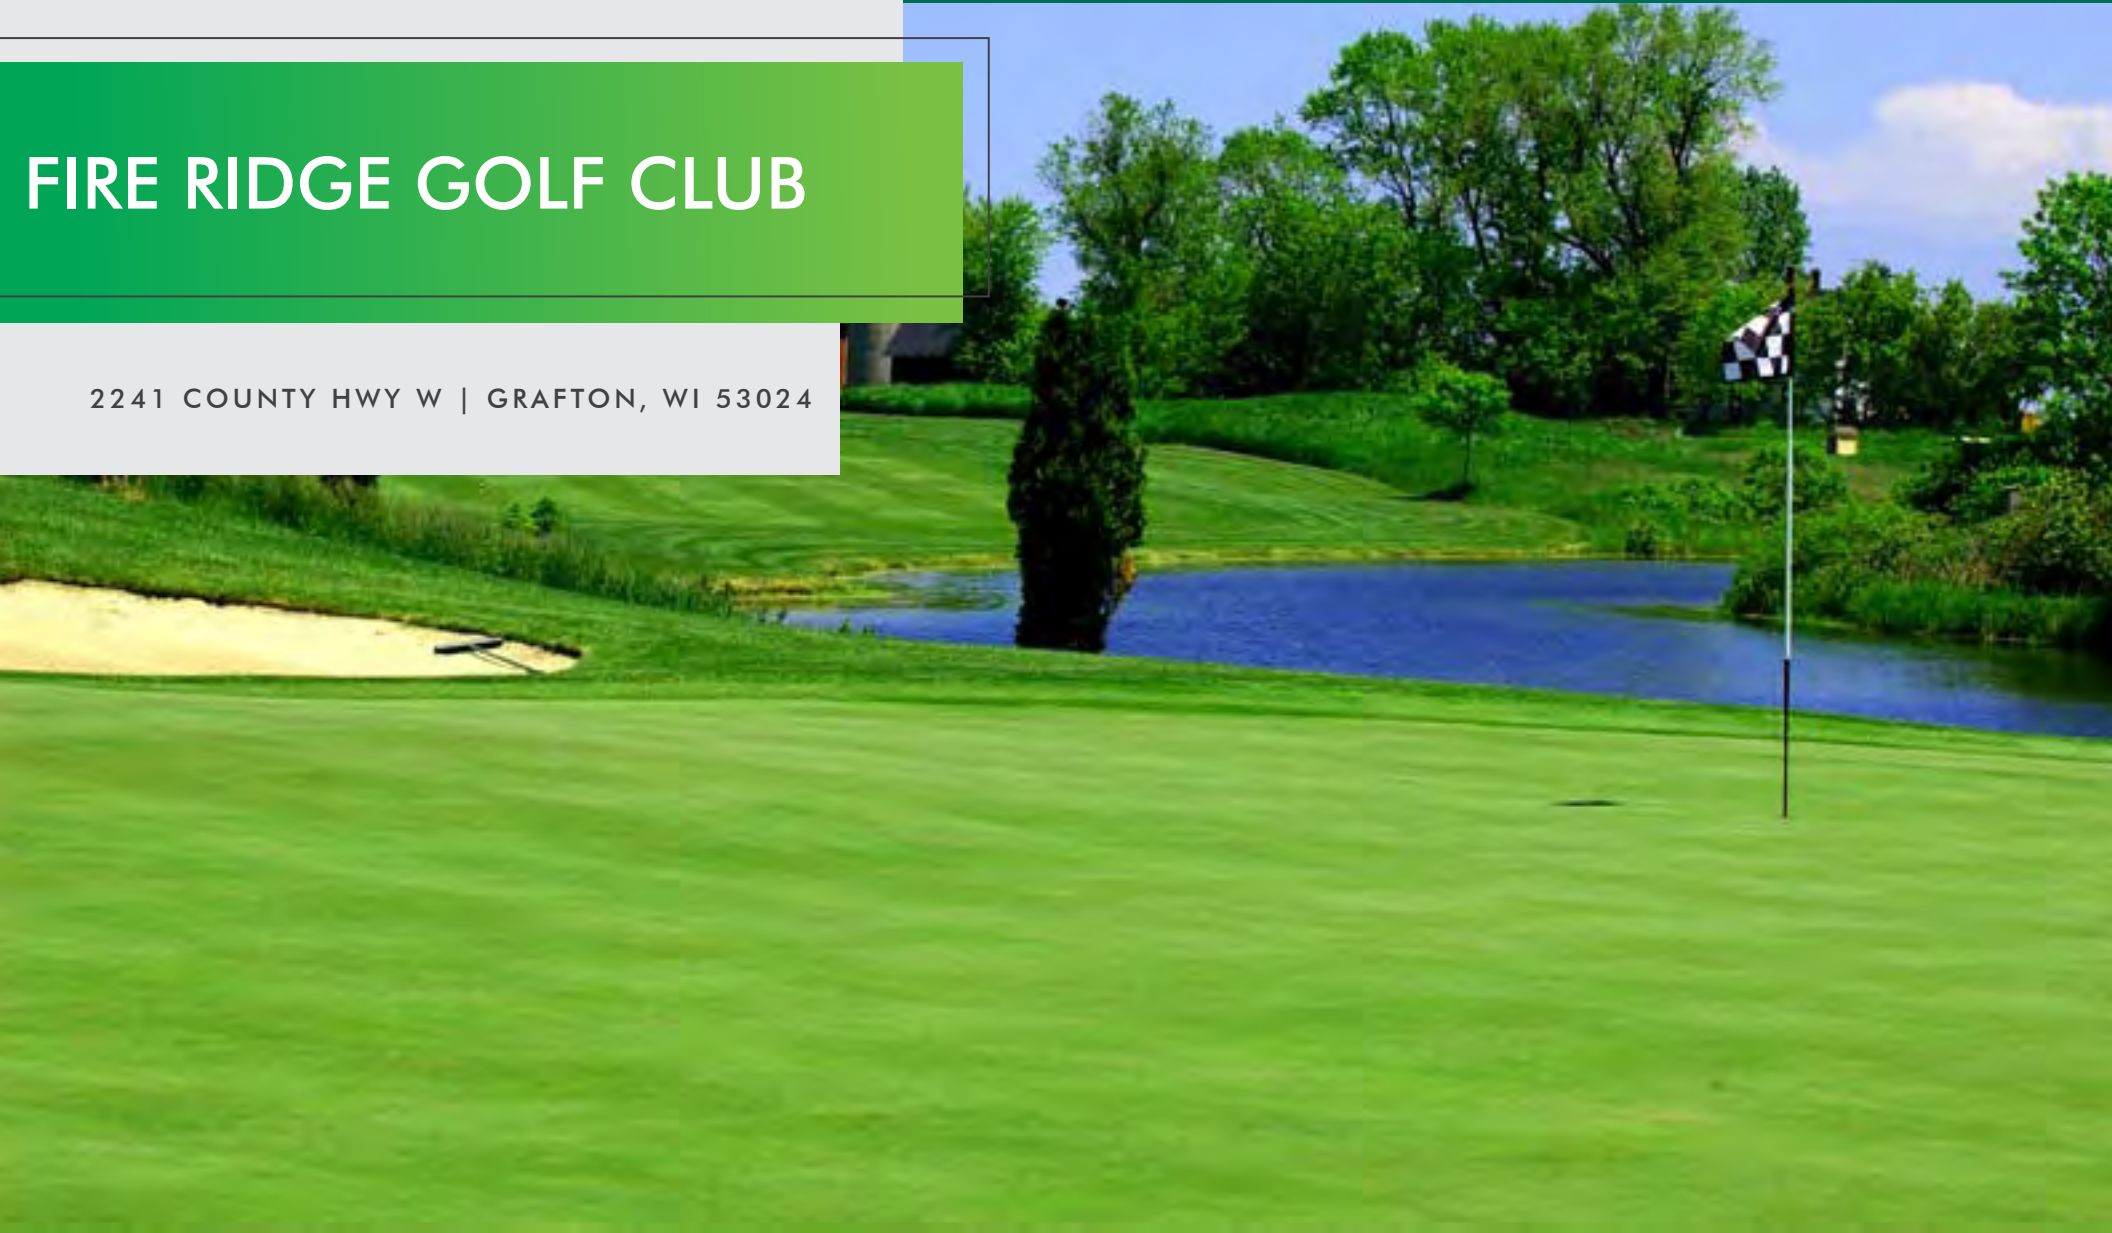 FIRE RIDGE GOLF CLUB
2241 COUNTY HWY W | GRAFTON, WI 53024